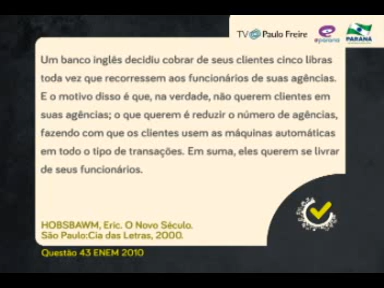 TV Paulo Freire
eparaná
PARANÁ
Um banco inglês decidiu cobrar de seus clientes cinco libras
toda vez que recorressem aos funcionários de suas agências.
E o motivo disso é que, na verdade, não querem clientes em
suas agências; o que querem é reduzir o número de agências,
fazendo com que os clientes usem as máquinas automáticas
em todo o tipo de transações. Em suma, eles querem se livrar
de seus funcionários.
HOBSBAWM, Eric. O Novo Século.
São Paulo:Cia das Letras, 2000.
Questão 43 ENEM 2010